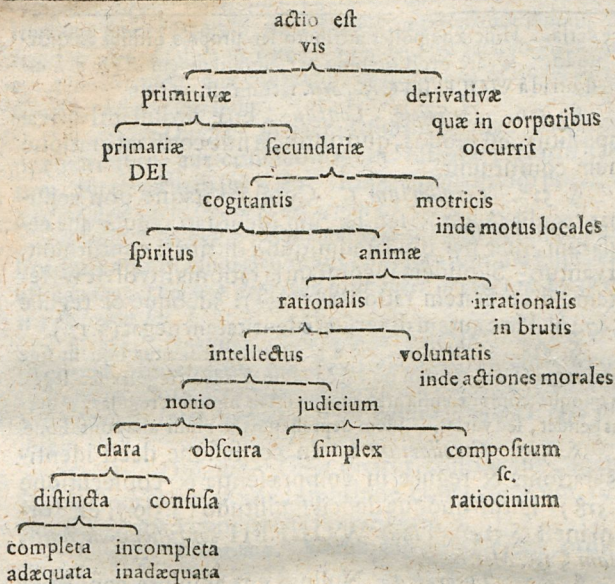 actio eſt
vis
primitivæ derivativæ
quæ in corporibus
primariæ ſecundariæ occurrit
DEI
cogitantis motricis
inde motus locales
ſpiritus animæ
rationalis irrationalis
in brutis
intellectus voluntatis
inde actiones morales
notio judicium
clara obſcura ſimplex compoſitum
ſc.
diſtincta confuſa ratiocinium
completa incompleta
adæquata inadæquata